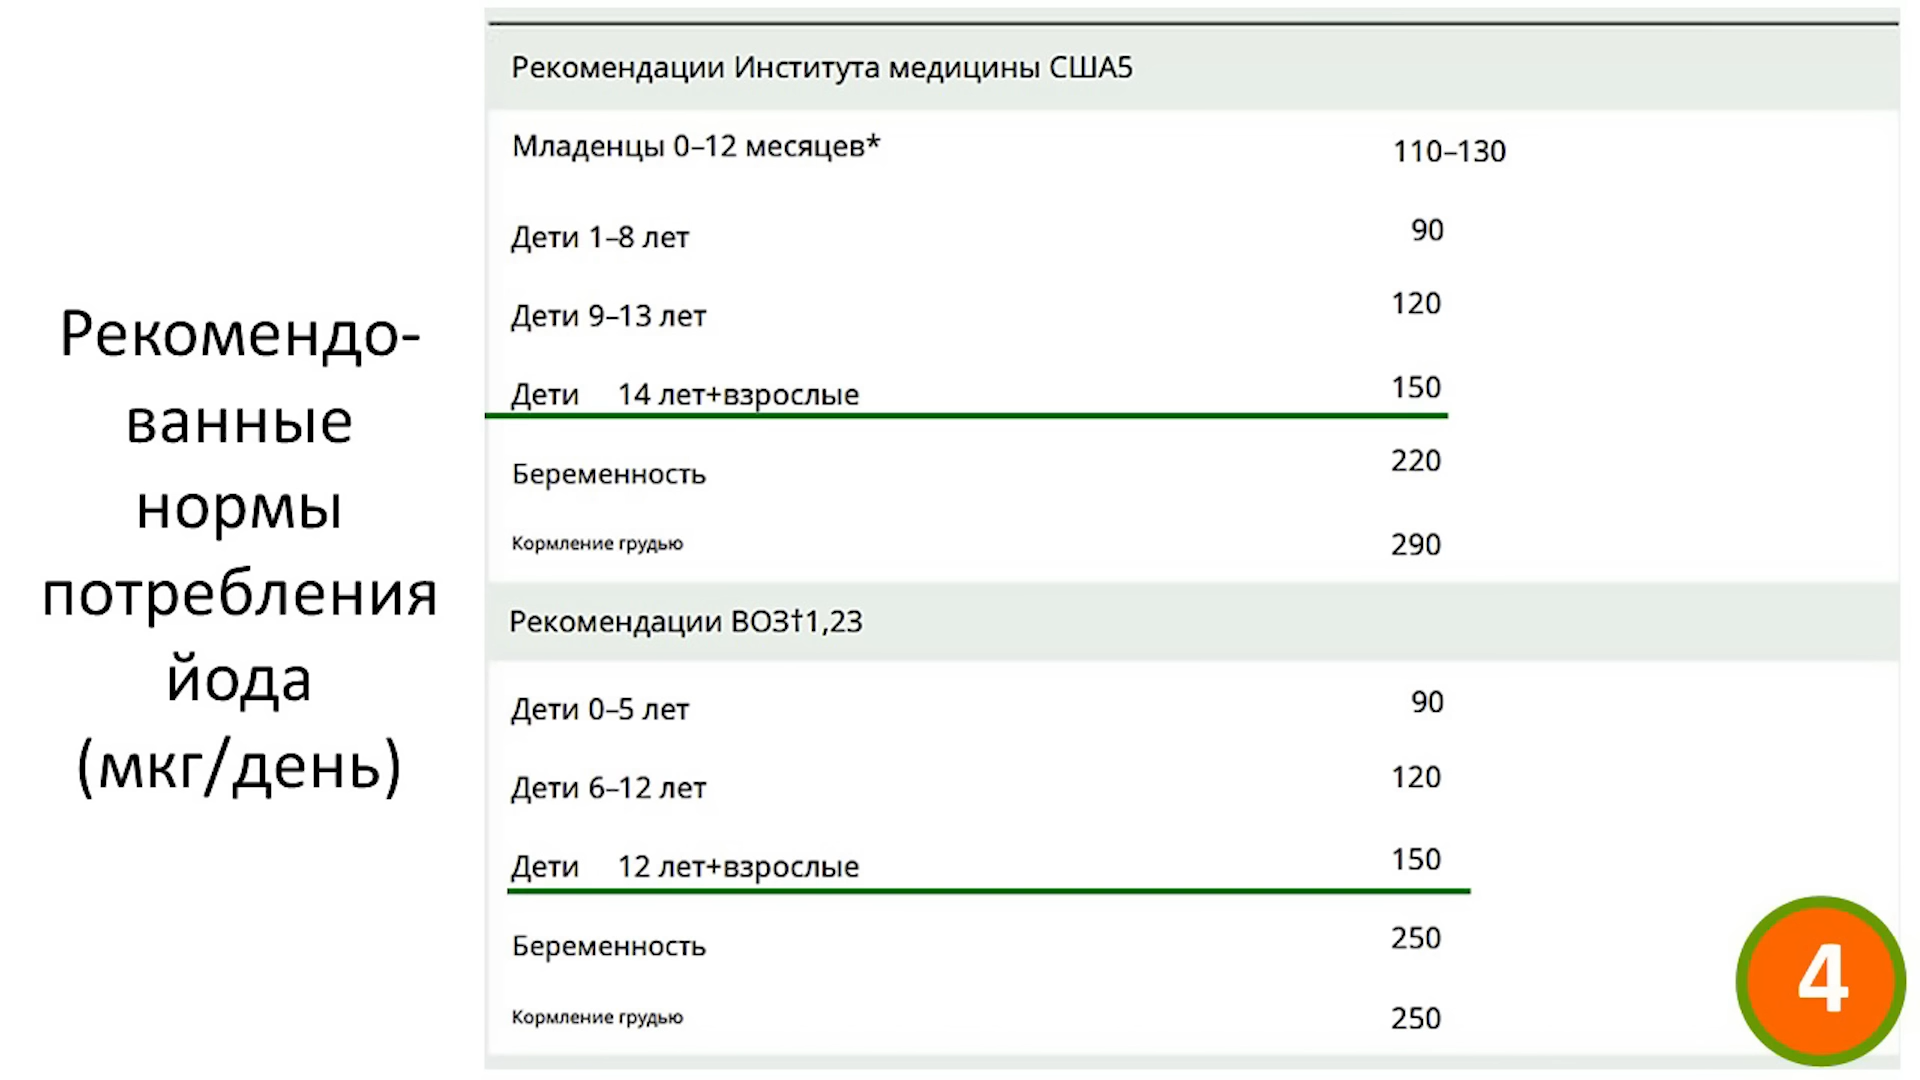 Рекомендо-
ванные
нормы
потребления
йода
(мкг/день)
Рекомендации Института медицины США5
Младенцы 0–12 месяцев* 110–130
Дети 1–8 лет 90
Дети 9–13 лет 120
Дети 14 лет+взрослые 150
Беременность 220
Кормление грудью 290
Рекомендации ВОЗ†1,23
Дети 0–5 лет 90
Дети 6–12 лет 120
Дети 12 лет+взрослые 150
Беременность 250
Кормление грудью 250
4